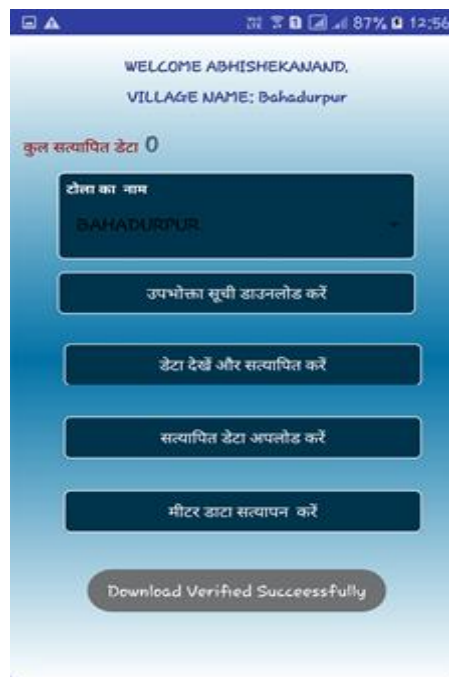 87% 12:56
WELCOME ABHISHEKANAND,
VILLAGE NAME: Bahadurpur
कुल सत्यापित डेटा 0
टोला का नाम
BAHADURPUR
उपभोक्ता सूची डाउनलोड करें
डेटा देखें और सत्यापित करें
सत्यापित डेटा अपलोड करें
मीटर डाटा सत्यापन करें
Download Verified Succeessfully